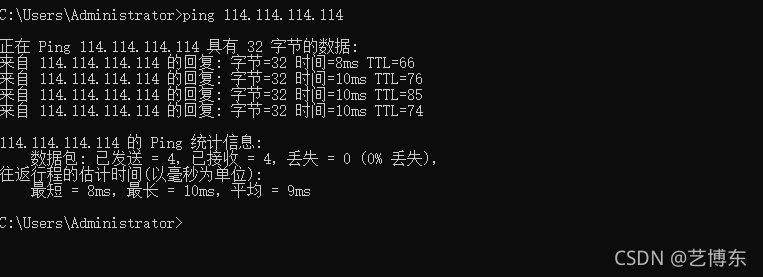 C:\Users\Administrator>ping 114.114.114.114
正在 Ping 114.114.114.114 具有 32 字节的数据:
来自 114.114.114.114 的回复: 字节=32 时间=8ms TTL=66
来自 114.114.114.114 的回复: 字节=32 时间=10ms TTL=76
来自 114.114.114.114 的回复: 字节=32 时间=10ms TTL=85
来自 114.114.114.114 的回复: 字节=32 时间=10ms TTL=74
114.114.114.114 的 Ping 统计信息:
数据包: 已发送 = 4, 已接收 = 4, 丢失 = 0 (0% 丢失),
往返行程的估计时间(以毫秒为单位):
最短 = 8ms, 最长 = 10ms, 平均 = 9ms
C:\Users\Administrator>
CSDN @艺博东